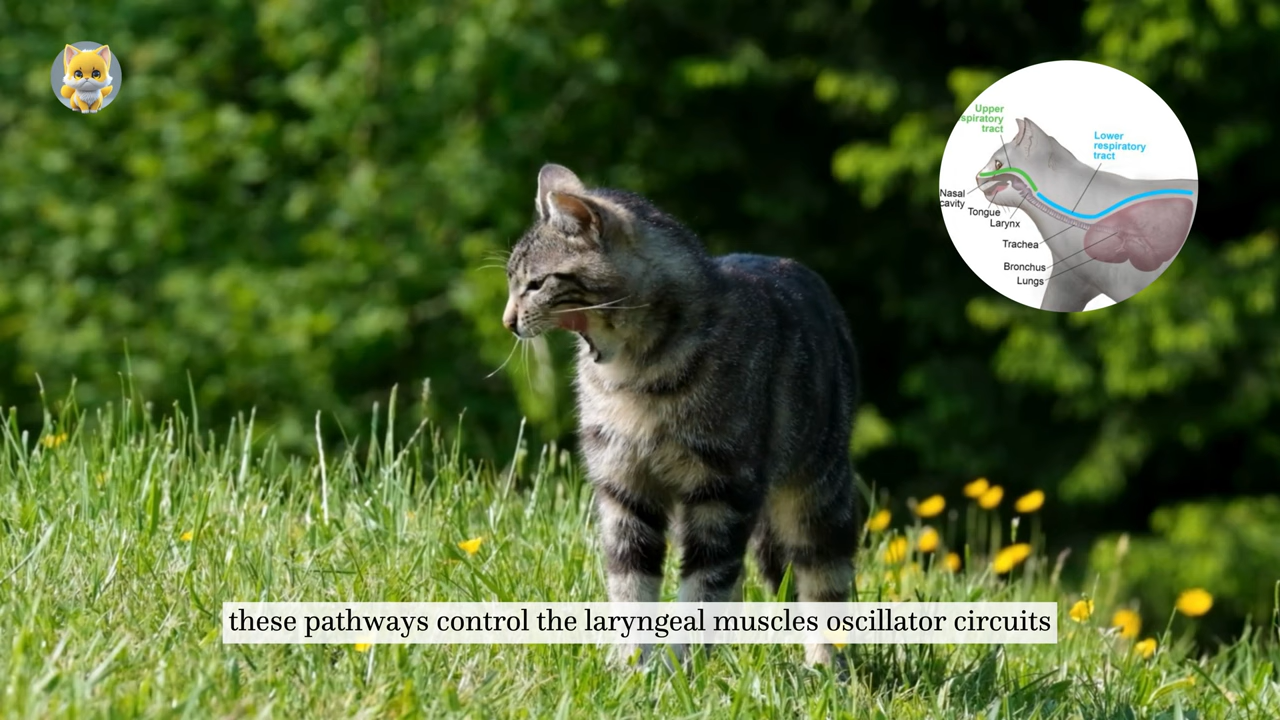 Upper
spiratory
tract
Lower
respiratory
tract
Nasal
cavity
Tongue
Larynx
Trachea
Bronchus
Lungs
these pathways control the laryngeal muscles oscillator circuits